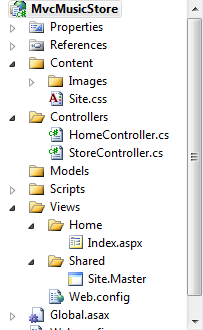 MvcMusicStore
Properties
References
Content
Images
Site.css
Controllers
HomeController.cs
StoreController.cs
Models
Scripts
Views
Home
Index.aspx
Shared
Site.Master
Web.config
Global.asax